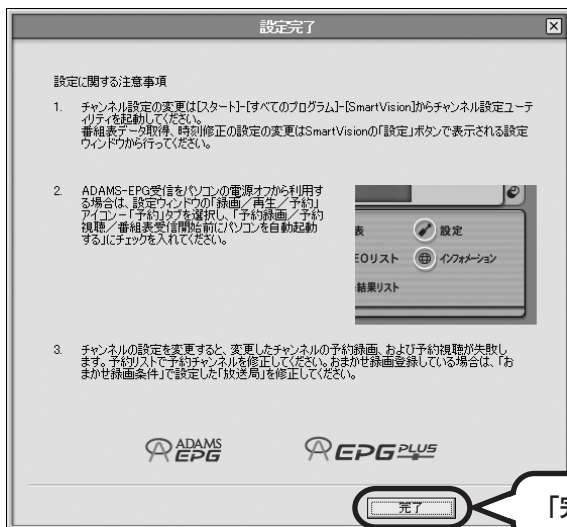 設定完了
設定に関する注意事項
1. チャンネル設定の変更は[スタート]-[すべてのプログラム]-[SmartVision]からチャンネル設定ユーテ
ィリティを起動してください。
番組表データ取得、時刻修正の設定の変更はSmartVisionの「設定」ボタンで表示される設定
ウィンドウから行ってください。
2. ADAMS-EPG受信をパソコンの電源オフから利用す
る場合は、設定ウィンドウの「録画/再生/予約」
アイコン-「予約」タブを選択し、「予約録画/予約
視聴/番組表受信開始前にパソコンを自動起動
する」にチェックを入れてください。
表
設定
EOリスト
インフォメーション
結果リスト
3. チャンネルの設定を変更すると、変更したチャンネルの予約録画、および予約視聴が失敗し
ます。予約リストで予約チャンネルを修正してください。おまかせ録画登録している場合は、「お
まかせ録画条件」で設定した「放送局」を修正してください。
ADAMS
EPG
EPG PLUS
完了
「完